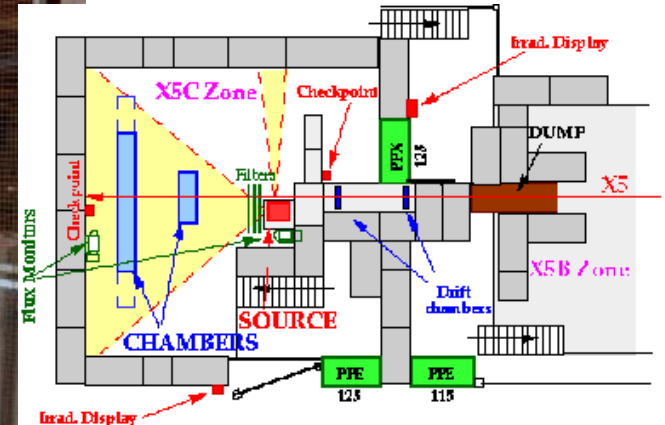 Irrad. Display
X5C Zone
Checkpoint
PPX
125
DUMP
Filters
X5
Checkpoint
Flux Monitors
X5B Zone
Drift
chambers
SOURCE
CHAMBERS
PPE
PPE
125
115
Irrad. Display